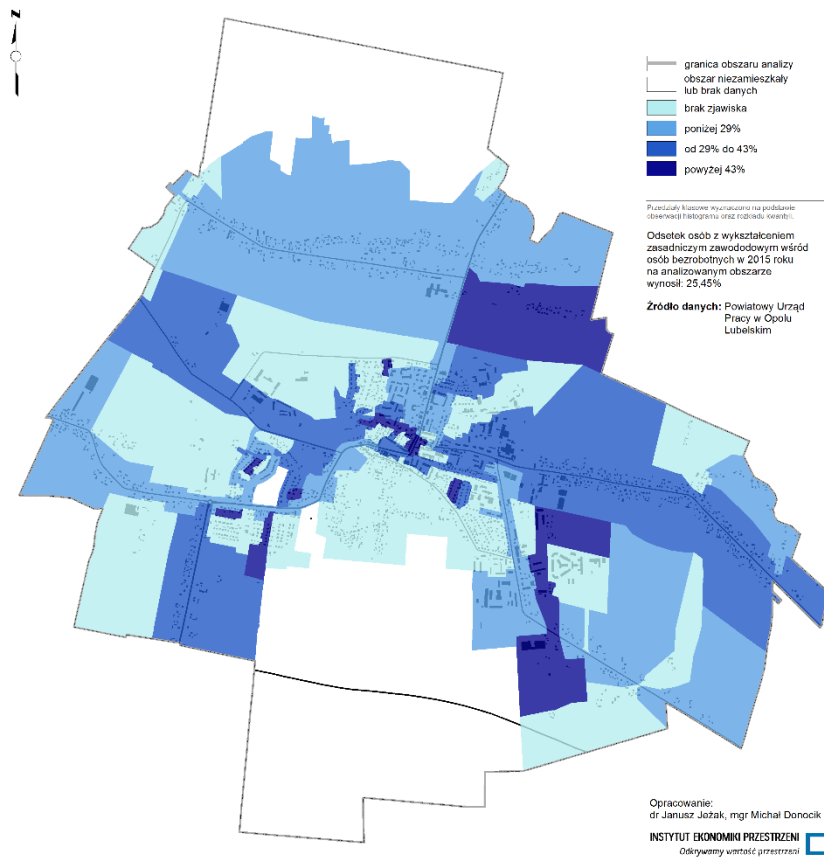 N
granica obszaru analizy
obszar niezamieszkały
lub brak danych
brak zjawiska
poniżej 29%
od 29% do 43%
powyżej 43%
Przedziały klasowe wyznaczono na podstawie
obserwacji histogramu oraz rozkładu kwantyli.
Odsetek osób z wykształceniem
zasadniczym zawododowym wśród
osób bezrobotnych w 2015 roku
na analizowanym obszarze
wynosił: 25,45%
Źródło danych: Powiatowy Urząd
Pracy w Opolu
Lubelskim
Opracowanie:
dr Janusz Jeżak, mgr Michał Donocik
INSTYTUT EKONOMIKI PRZESTRZENI
Odkrywamy wartość przestrzeni